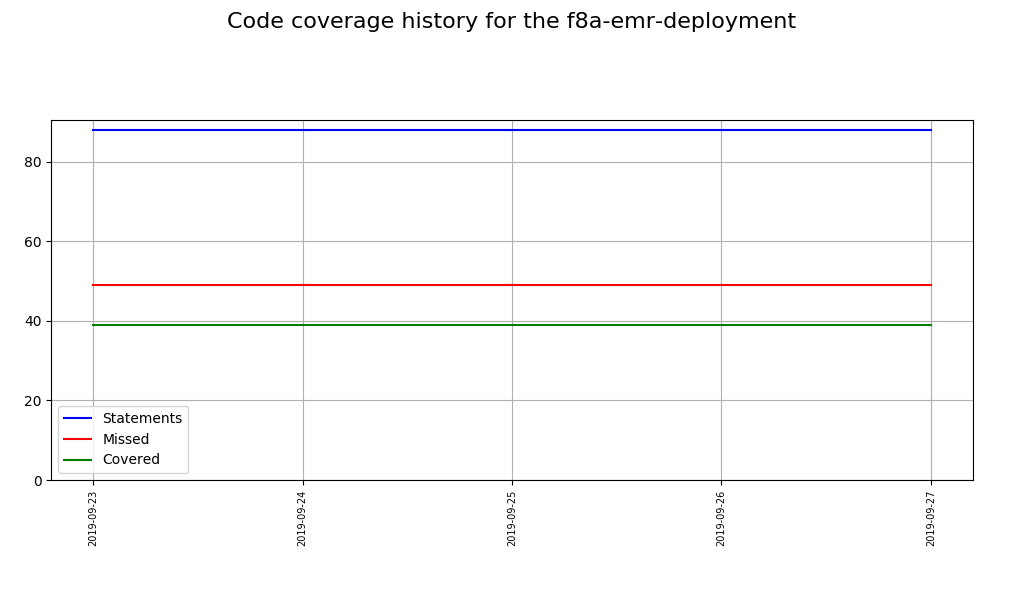 Code coverage history for the f8a-emr-deployment
80
60
40
20
0
Statements
Missed
Covered
2019-09-23
2019-09-24
2019-09-25
2019-09-26
2019-09-27